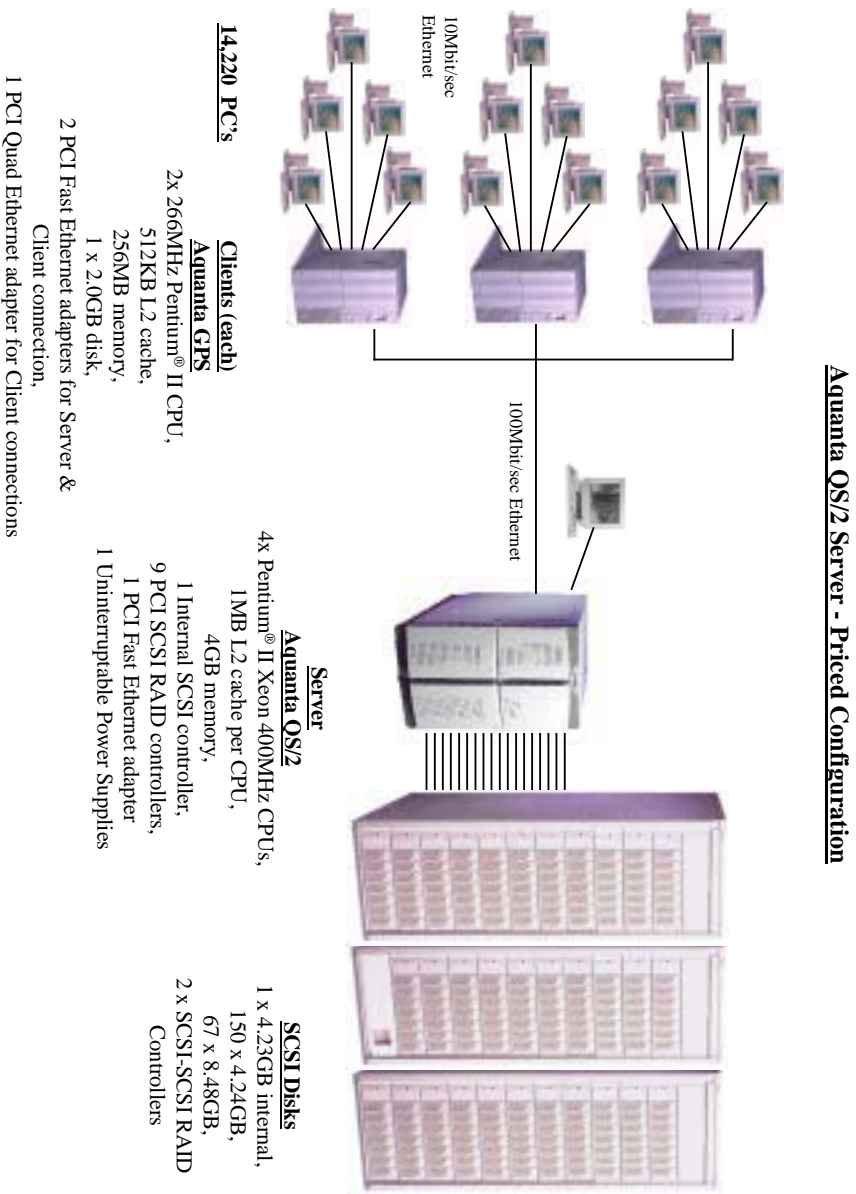 Aquanta QS/2 Server - Priced Configuration
10Mbit/sec
Ethernet
100Mbit/sec Ethernet
14,220 PC's
Clients (each)
Aquanta GPS
2x 266MHz Pentium® II CPU,
512KB L2 cache,
256MB memory,
1 x 2.0GB disk,
2 PCI Fast Ethernet adapters for Server &
Client connection,
1 PCI Quad Ethernet adapter for Client connections
Server
Aquanta QS/2
4x Pentium® II Xeon 400MHz CPUs,
1MB L2 cache per CPU,
4GB memory,
1 Internal SCSI controller,
9 PCI SCSI RAID controllers,
1 PCI Fast Ethernet adapter
1 Uninterruptable Power Supplies
SCSI Disks
1 x 4.23GB internal,
150 x 4.24GB,
67 x 8.48GB,
2 x SCSI-SCSI RAID
Controllers